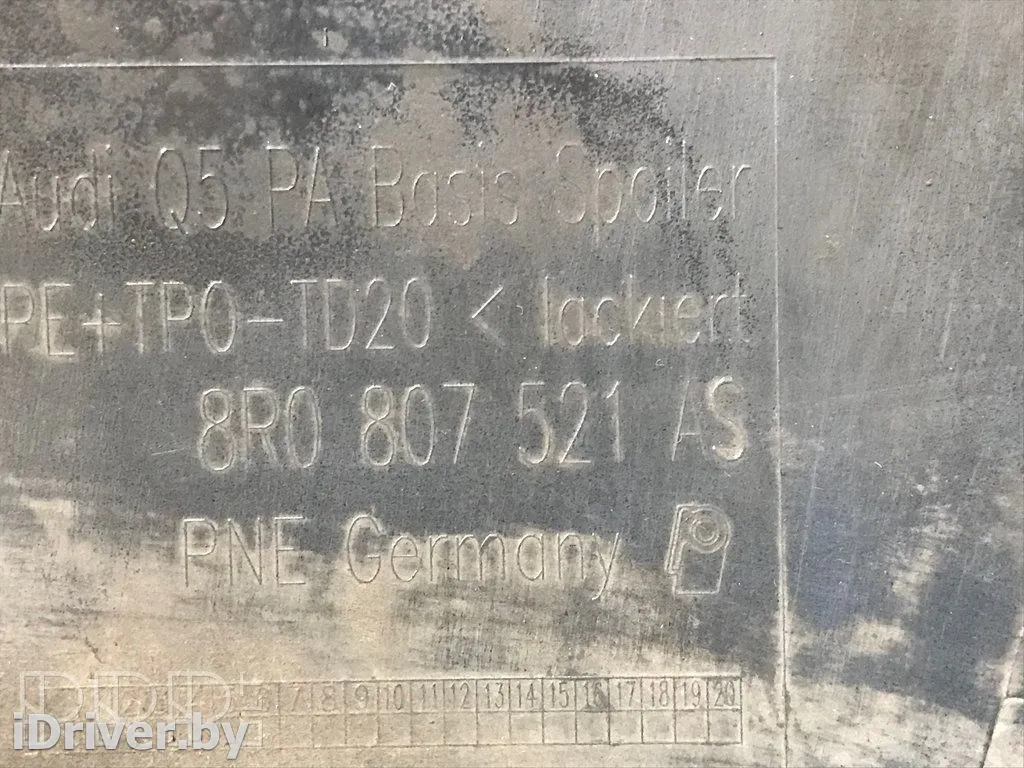 Audi Q5 PA Basis Spoiler
PE+TPO-TD20 < lackiert
8R0 807 521 AS
PNE Germany
7 8 9 10 11 12 13 14 15 16 17 18 19 20
iDriver.by